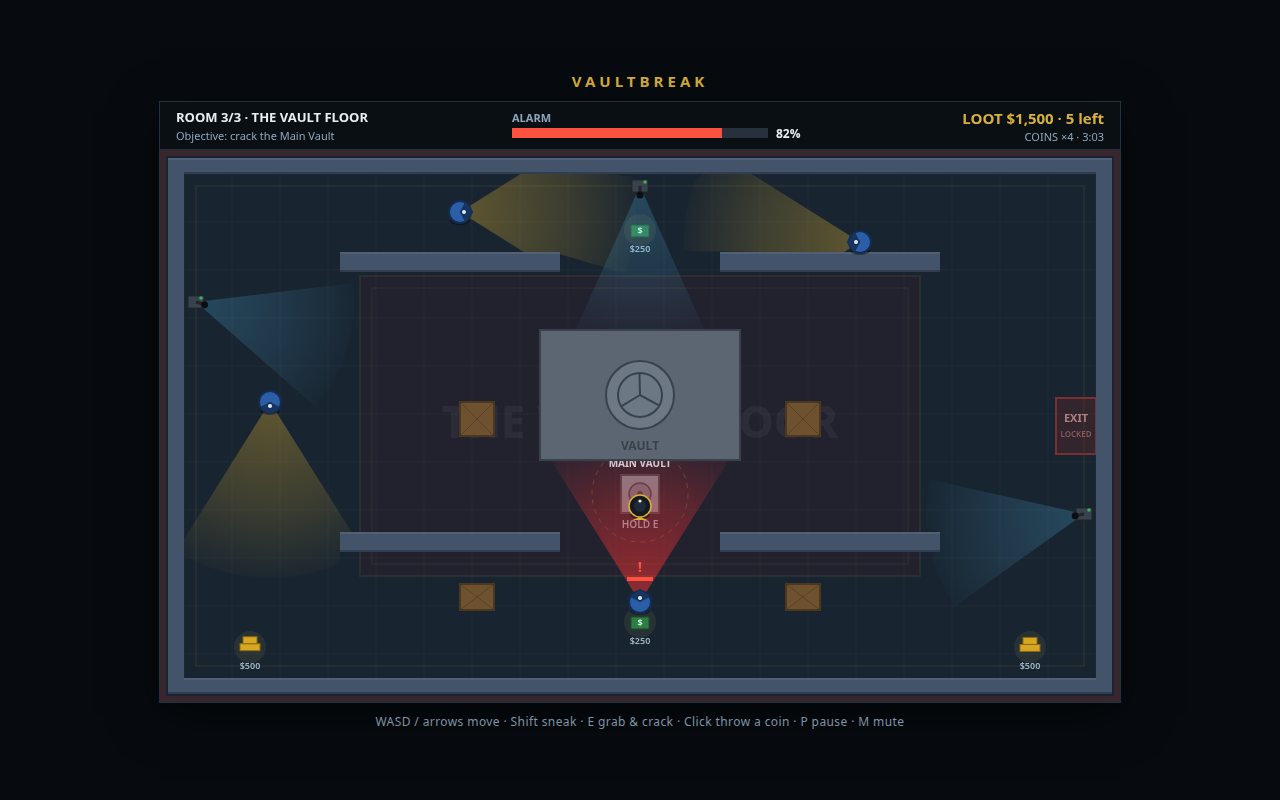 VAULTBREAK
ROOM 3/3 · THE VAULT FLOOR
Objective: crack the Main Vault
ALARM
82%
LOOT $1,500 · 5 left
COINS ×4 · 3:03
$
$250
EXIT
LOCKED
VAULT
MAIN VAULT
HOLD E
!
$
$250
$500
$500
WASD / arrows move · Shift sneak · E grab & crack · Click throw a coin · P pause · M mute